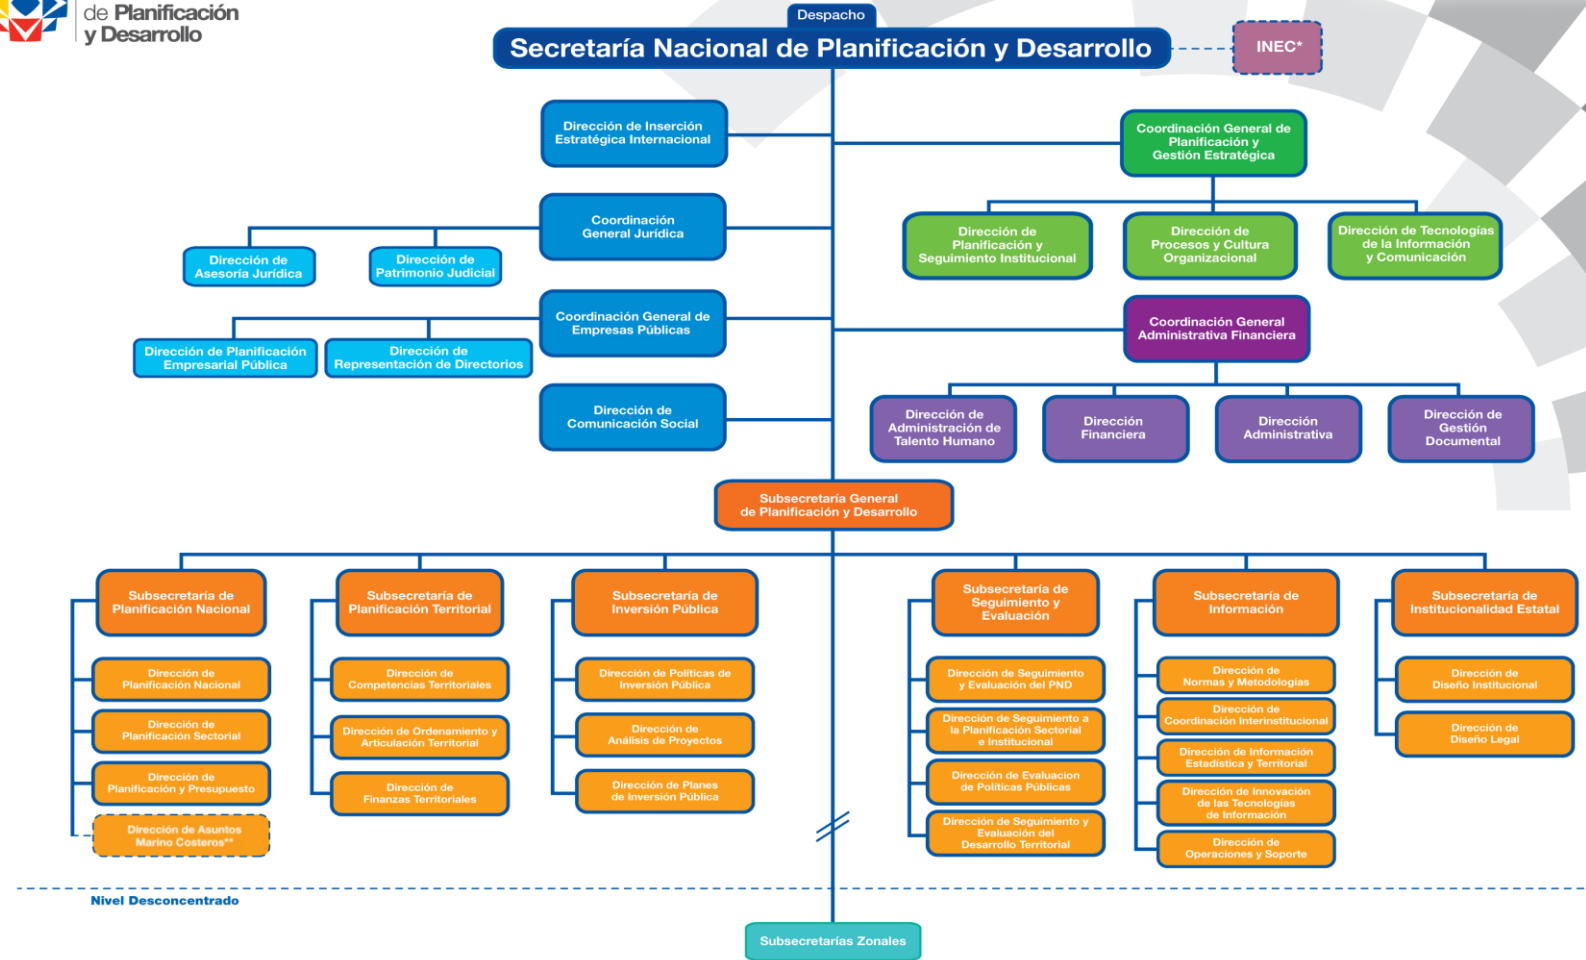 de Planificación
y Desarrollo
Despacho
Secretaría Nacional de Planificación y Desarrollo
INEC*
Dirección de Inserción
Estratégica Internacional
Coordinación General de
Planificación y
Gestión Estratégica
Coordinación
General Jurídica
Dirección de
Asesoría Jurídica
Dirección de
Patrimonio Judicial
Dirección de
Planificación y
Seguimiento Institucional
Dirección de
Procesos y Cultura
Organizacional
Dirección de Tecnologías
de la Información
y Comunicación
Coordinación General de
Empresas Públicas
Dirección de Planificación
Empresarial Pública
Dirección de
Representación de Directorios
Coordinación General
Administrativa Financiera
Dirección de
Comunicación Social
Dirección de
Administración de
Talento Humano
Dirección
Financiera
Dirección
Administrativa
Dirección de
Gestión
Documental
Subsecretaría General
de Planificación y Desarrollo
Subsecretaría de
Planificación Nacional
Dirección de
Planificación Nacional
Dirección de
Planificación Sectorial
Dirección de
Planificación y Presupuesto
Dirección de Asuntos
Marino Costeros**
Subsecretaría de
Planificación Territorial
Dirección de
Competencias Territoriales
Dirección de Ordenamiento y
Articulación Territorial
Dirección de
Finanzas Territoriales
Subsecretaría de
Inversión Pública
Dirección de Políticas de
Inversión Pública
Dirección de
Análisis de Proyectos
Dirección de Planes
de Inversión Pública
Subsecretaría de
Seguimiento y
Evaluación
Dirección de Seguimiento
y Evaluación del PND
Dirección de Seguimiento a
la Planificación Sectorial
e Institucional
Dirección de Evaluacion
de Políticas Públicas
Dirección de Seguimiento y
Evaluación del
Desarrollo Territorial
Subsecretaría de
Información
Dirección de
Normas y Metodologías
Dirección de
Coordinación Interinstitucional
Dirección de Información
Estadística y Territorial
Dirección de Innovación
de las Tecnologías
de Información
Dirección de
Operaciones y Soporte
Subsecretaría de
Institucionalidad Estatal
Dirección de
Diseño Institucional
Dirección de
Diseño Legal
Nivel Desconcentrado
Subsecretarías Zonales